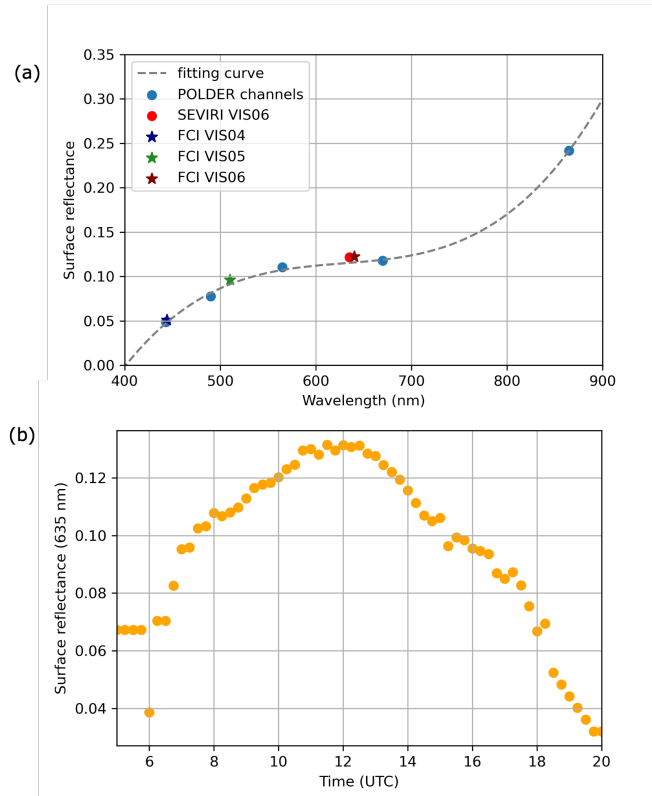 (a)
0.35
0.30
0.25
0.20
0.15
0.10
0.05
0.00
Surface reflectance
fitting curve
POLDER channels
SEVIRI VIS06
FCI VIS04
FCI VIS05
FCI VIS06
400 500 600 700 800 900
Wavelength (nm)
(b)
0.12
0.10
0.08
0.06
0.04
Surface reflectance (635 nm)
6 8 10 12 14 16 18 20
Time (UTC)